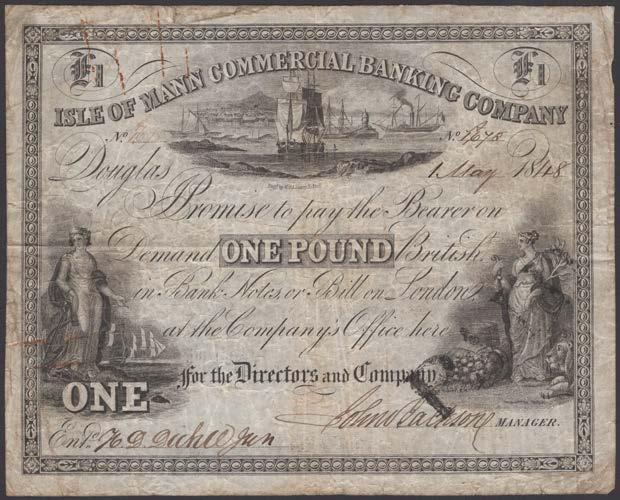 £1 £1
ISLE OF MANN COMMERCIAL BANKING COMPANY
No. No.
Douglas 1 May 1848
Promise to pay the Bearer on
Demand ONE POUND British
in Bank Notes, or Bill on London,
at the Company's Office here
For the Directors and Company
ONE
MANAGER.
Entd.